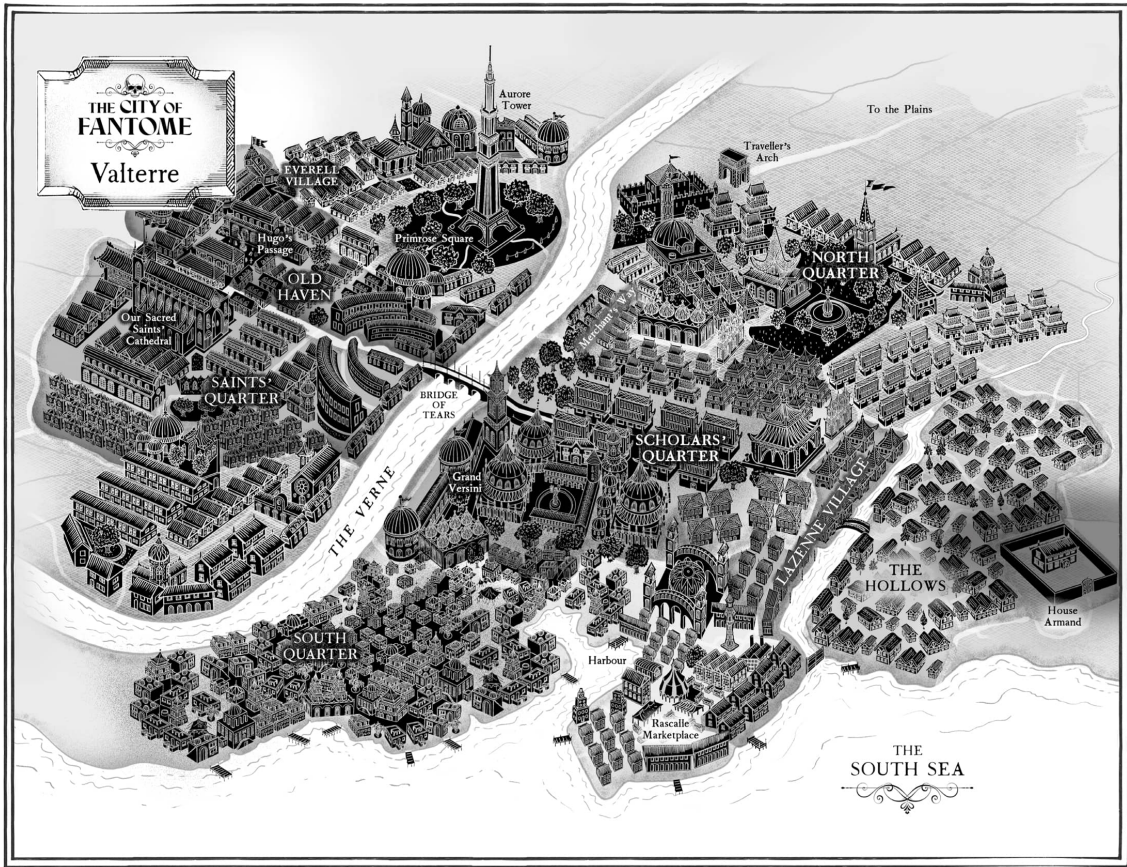 THE CITY OF
FANTOME
Valterre
Aurore
Tower
To the Plains
Traveller's
Arch
EVERELL
VILLAGE
Hugo's
Passage
Primrose Square
OLD
HAVEN
NORTH
QUARTER
Merchant's Way
Our Sacred
Saints'
Cathedral
SAINTS'
QUARTER
BRIDGE
OF
TEARS
SCHOLARS'
QUARTER
Grand
Versini
THE VERNE
LAZENNE VILLAGE
THE
HOLLOWS
House
Armand
SOUTH
QUARTER
Harbour
Rascalle
Marketplace
THE
SOUTH SEA